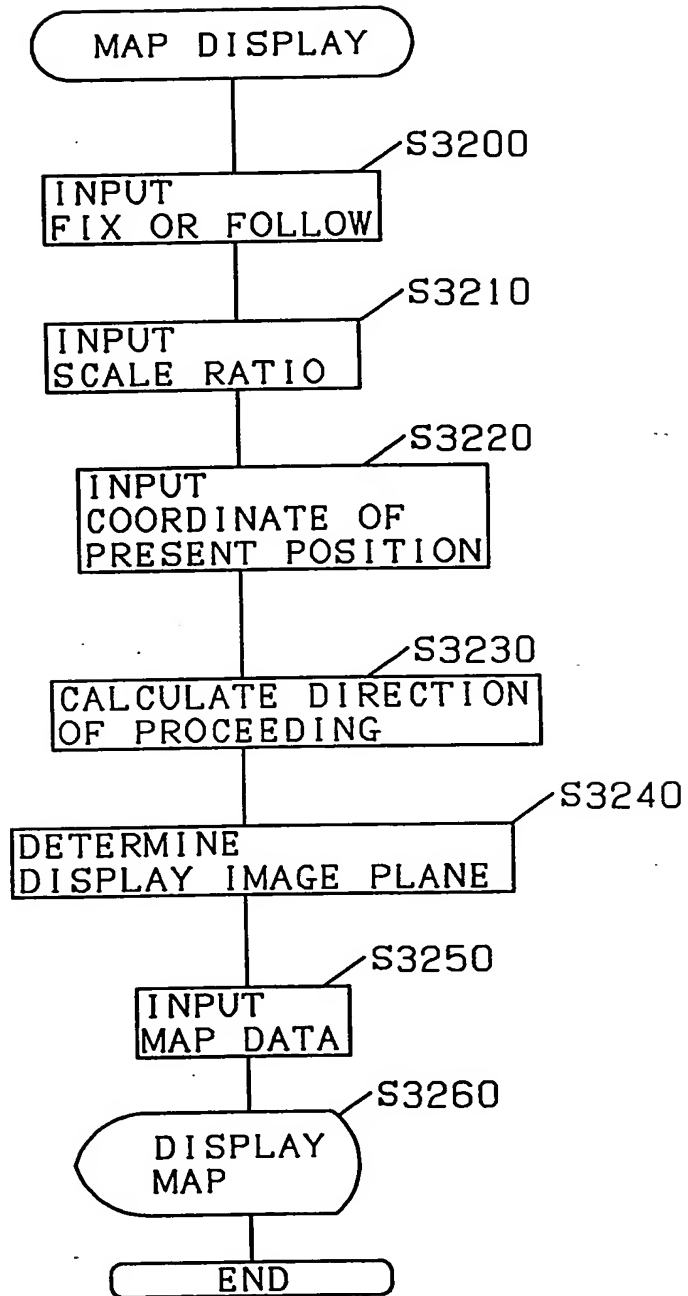 MAP DISPLAY
S3200
INPUT
FIX OR FOLLOW
S3210
INPUT
SCALE RATIO
S3220
INPUT
COORDINATE OF
PRESENT POSITION
S3230
CALCULATE DIRECTION
OF PROCEEDING
S3240
DETERMINE
DISPLAY IMAGE PLANE
S3250
INPUT
MAP DATA
S3260
DISPLAY
MAP
END